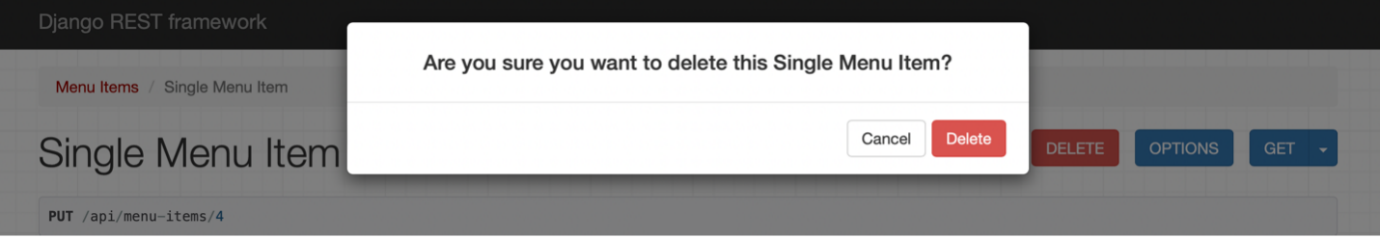 Django REST framework
Are you sure you want to delete this Single Menu Item?
Menu Items / Single Menu Item
Cancel Delete
Single Menu Item DELETE OPTIONS GET
PUT /api/menu-items/4